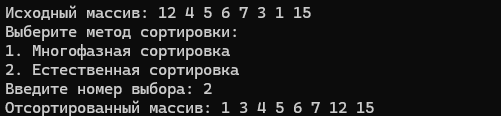 Исходный массив: 12 4 5 6 7 3 1 15
Выберите метод сортировки:
1. Многофазная сортировка
2. Естественная сортировка
Введите номер выбора: 2
Отсортированный массив: 1 3 4 5 6 7 12 15